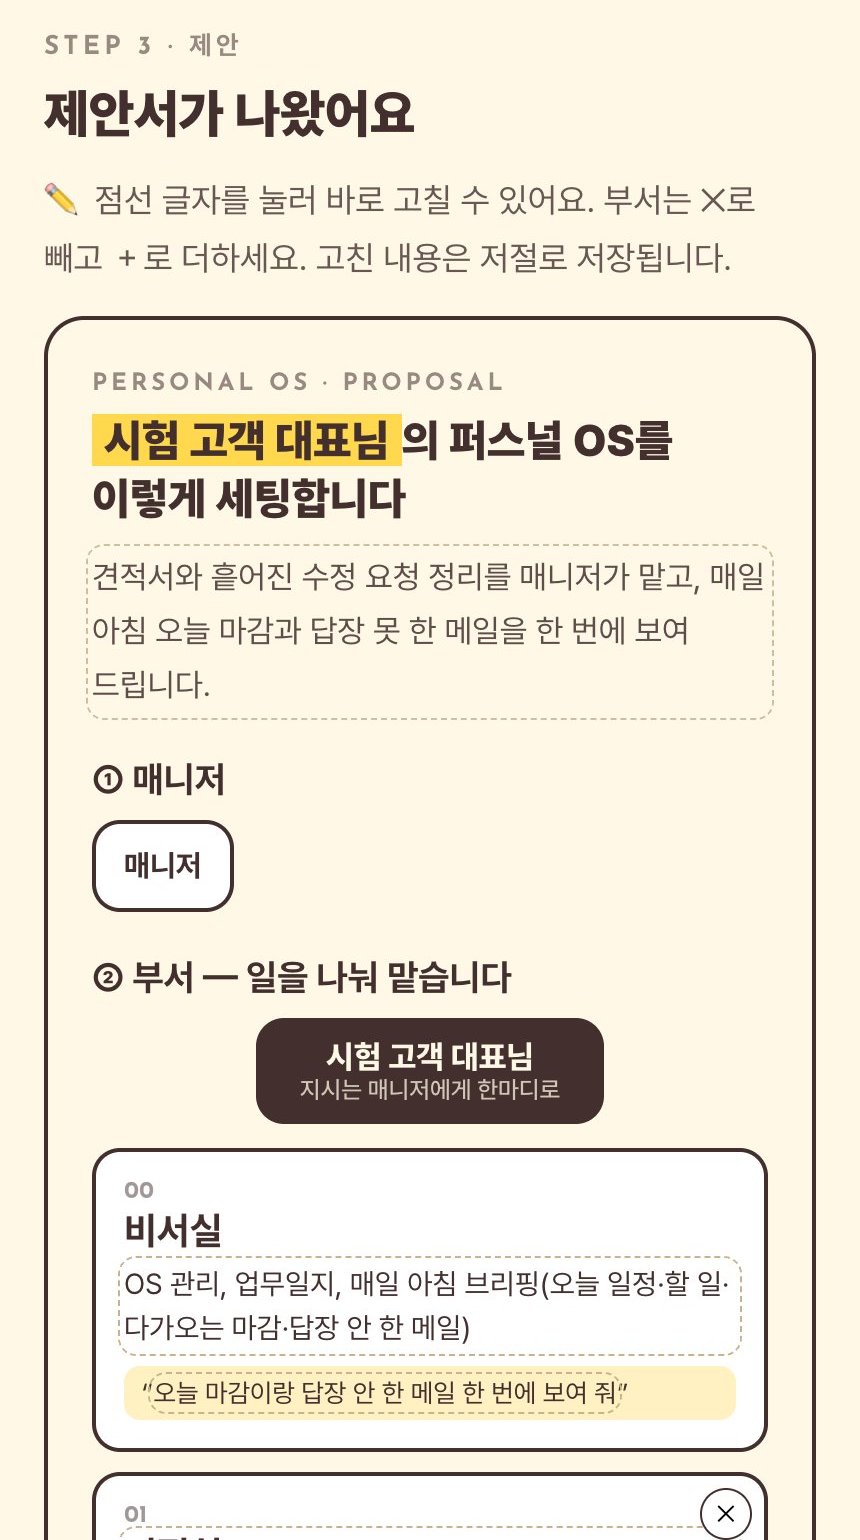 STEP 3 · 제안
제안서가 나왔어요
✏️ 점선 글자를 눌러 바로 고칠 수 있어요. 부서는 ✕로
빼고 + 로 더하세요. 고친 내용은 저절로 저장됩니다.
PERSONAL OS · PROPOSAL
시험 고객 대표님의 퍼스널 OS를
이렇게 세팅합니다
견적서와 흩어진 수정 요청 정리를 매니저가 맡고, 매일
아침 오늘 마감과 답장 못 한 메일을 한 번에 보여
드립니다.
① 매니저
매니저
② 부서 — 일을 나눠 맡습니다
시험 고객 대표님
지시는 매니저에게 한마디로
00
비서실
OS 관리, 업무일지, 매일 아침 브리핑(오늘 일정·할 일·
다가오는 마감·답장 안 한 메일)
“오늘 마감이랑 답장 안 한 메일 한 번에 보여 줘”
01
✕